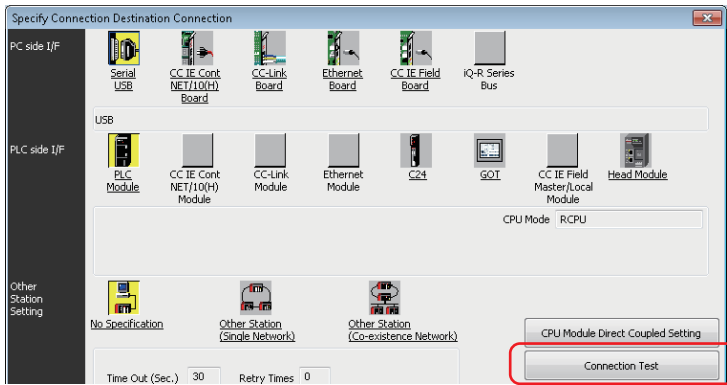 Specify Connection Destination Connection
PC side I/F
Serial
USB
CC IE Cont
NET/10(H)
Board
CC-Link
Board
Ethernet
Board
CC IE Field
Board
iQ-R Series
Bus
USB
PLC side I/F
PLC
Module
CC IE Cont
NET/10(H)
Module
CC-Link
Module
Ethernet
Module
C24
GOT
CC IE Field
Master/Local
Module
Head Module
CPU Mode RCPU
Other
Station
Setting
No Specification
Other Station
(Single Network)
Other Station
(Co-existence Network)
CPU Module Direct Coupled Setting
Connection Test
Time Out (Sec.) 30 Retry Times 0